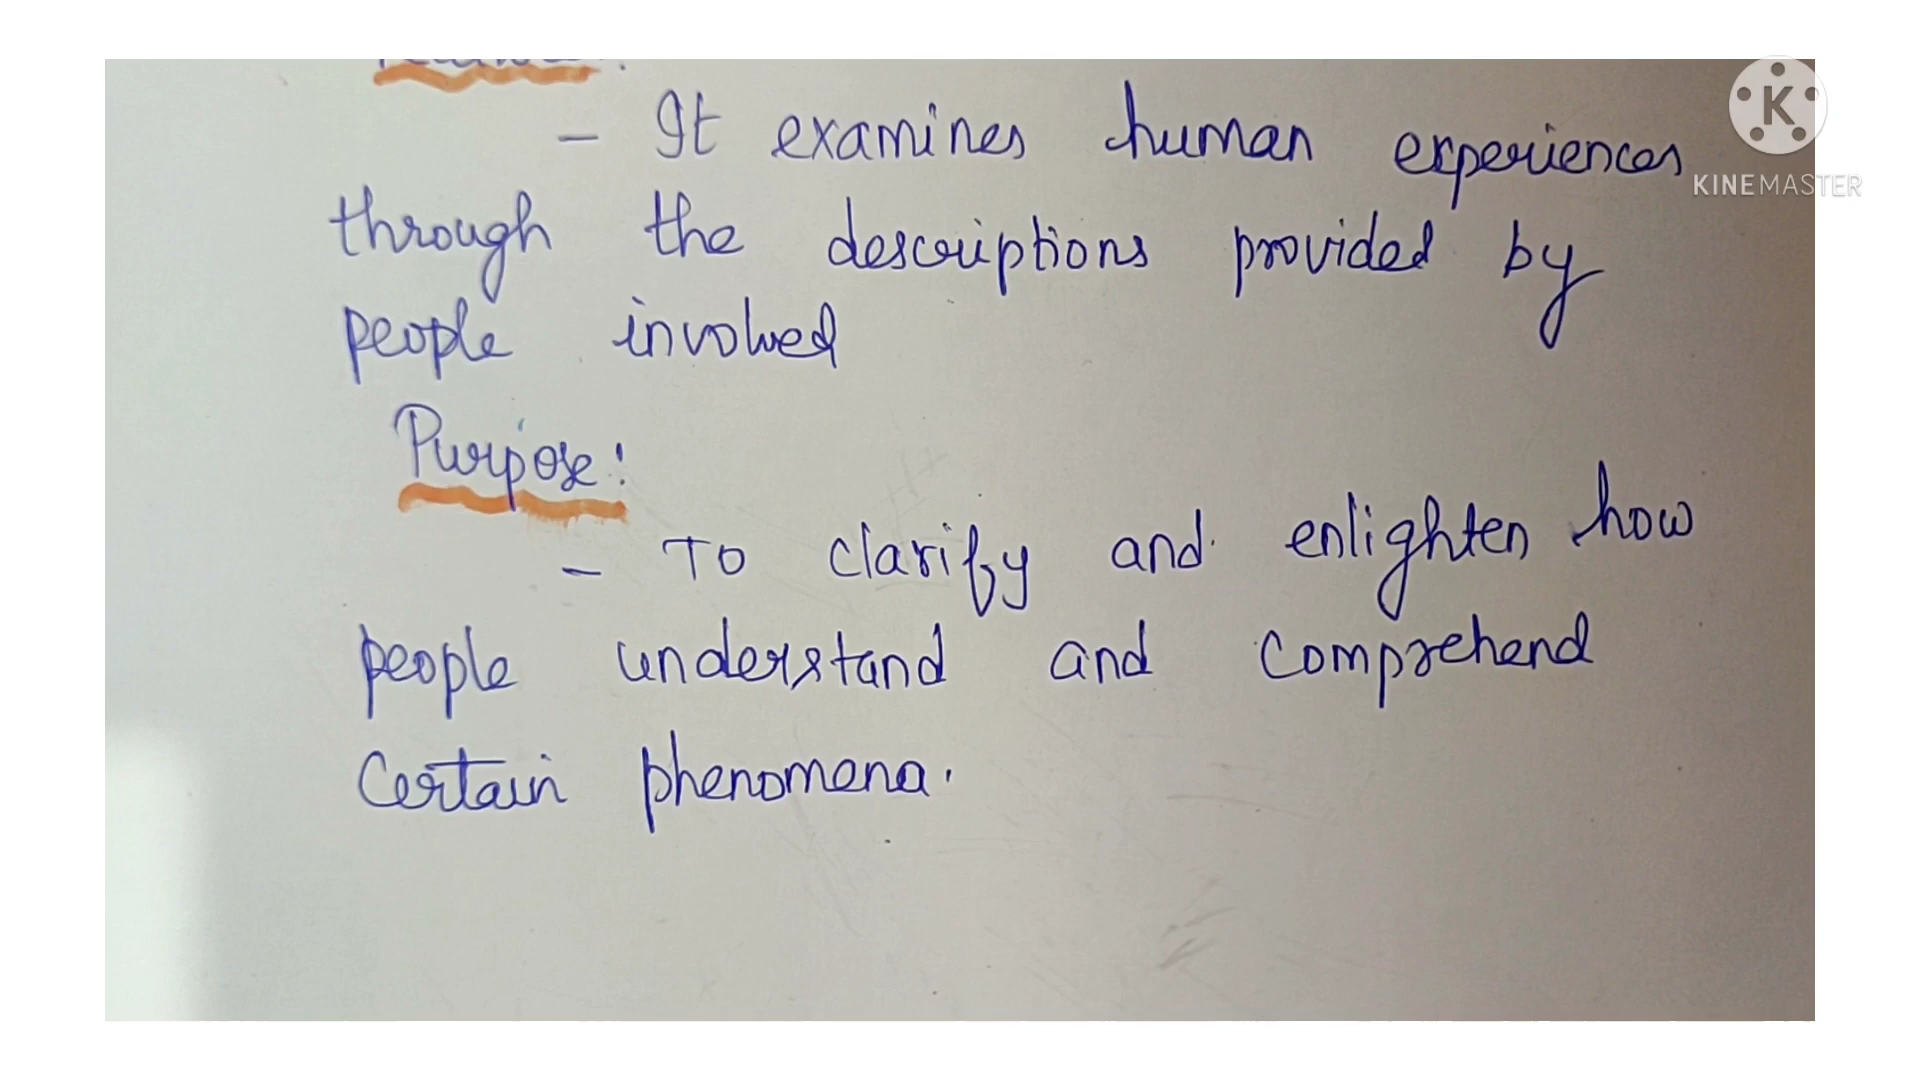 - It examines human experiences
through the descriptions provided by
people involved
Purpose:
- To clarify and enlighten how
people understand and comprehend
Certain phenomena.
KINEMASTER